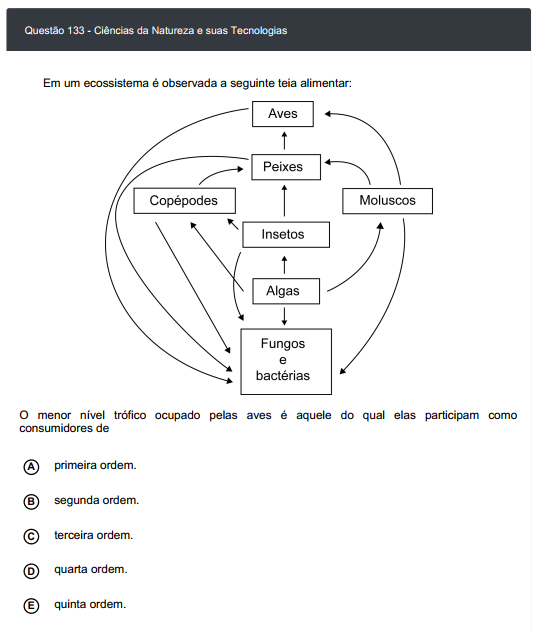 Questão 133 - Ciências da Natureza e suas Tecnologias
Em um ecossistema é observada a seguinte teia alimentar:
Aves
Peixes
Copépodes
Moluscos
Insetos
Algas
Fungos
e
bactérias
O menor nível trófico ocupado pelas aves é aquele do qual elas participam como
consumidores de
A primeira ordem.
B segunda ordem.
C terceira ordem.
D quarta ordem.
E quinta ordem.